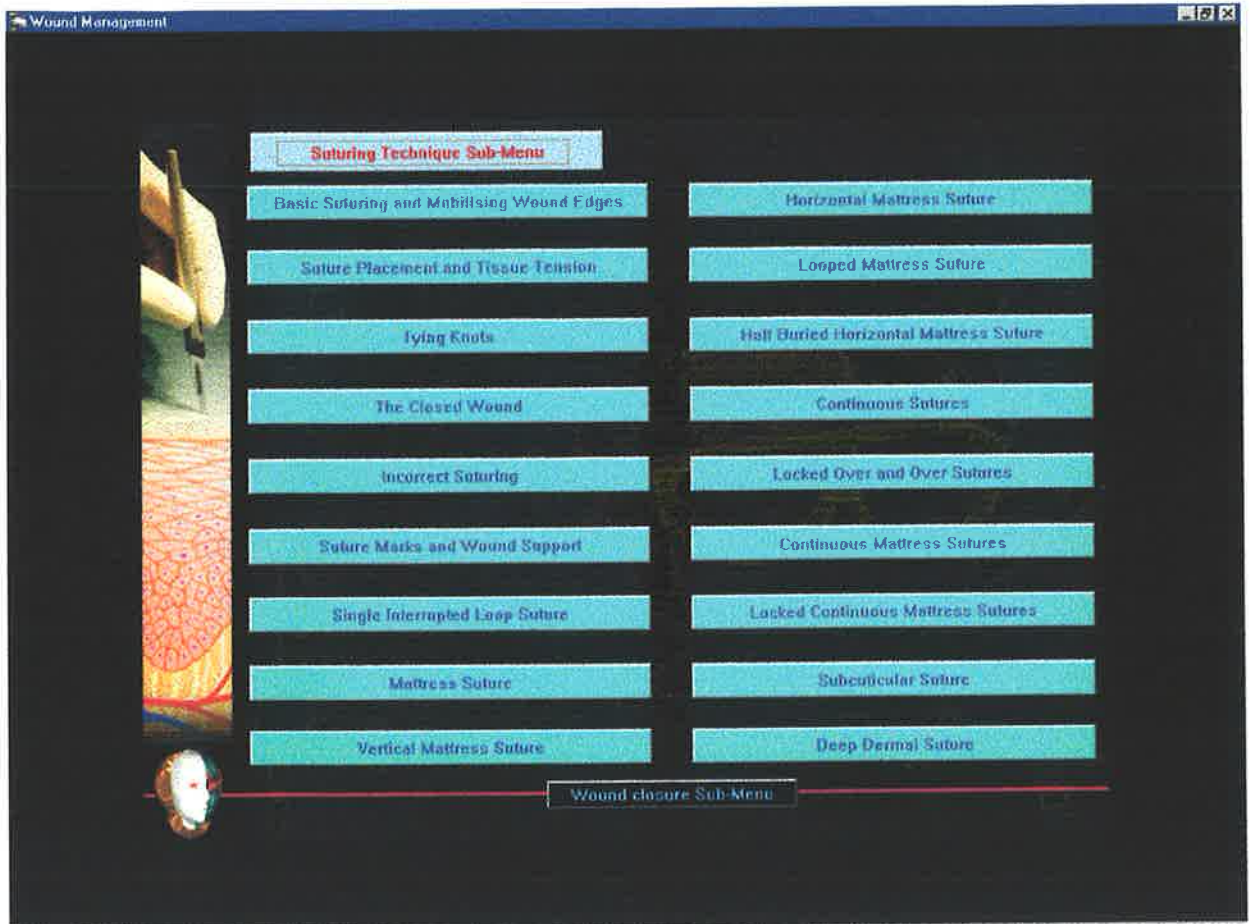 Wound Management
Suturing Technique Sub-Menu
Basic Suturing and Mobilising Wound Edges
Suture Placement and Tissue Tension
Tying Knots
The Closed Wound
Incorrect Suturing
Suture Marks and Wound Support
Single Interrupted Loop Suture
Mattress Suture
Vertical Mattress Suture
Horizontal Mattress Suture
Looped Mattress Suture
Half Buried Horizontal Mattress Suture
Continuous Sutures
Locked Over and Over Sutures
Continuous Mattress Sutures
Locked Continuous Mattress Sutures
Subcuticular Suture
Deep Dermal Suture
Wound closure Sub-Menu